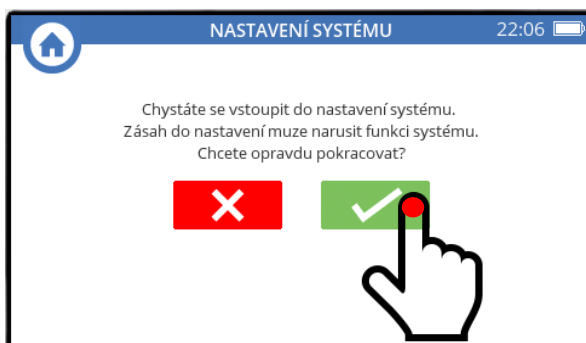 NASTAVENÍ SYSTÉMU 22:06
Chystáte se vstoupit do nastavení systému.
Zásah do nastavení muze narusit funkci systému.
Chcete opravdu pokracovat?